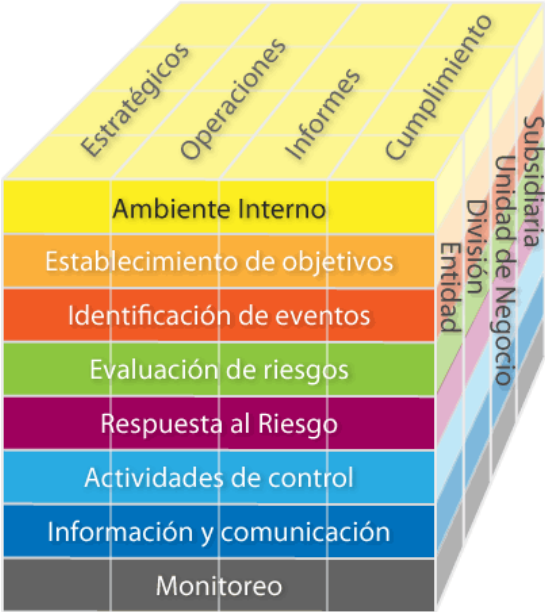 Estratégicos
Operaciones
Informes
Cumplimiento
Ambiente Interno
Establecimiento de objetivos
Identificación de eventos
Evaluación de riesgos
Respuesta al Riesgo
Actividades de control
Información y comunicación
Monitoreo
Entidad
División
Unidad de Negocio
Subsidiaria